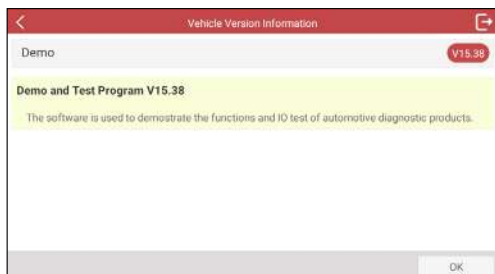 Vehicle Version Information
Demo
V15.38
Demo and Test Program V15.38
The software is used to demostrate the functions and IO test of automotive diagnostic products.
OK